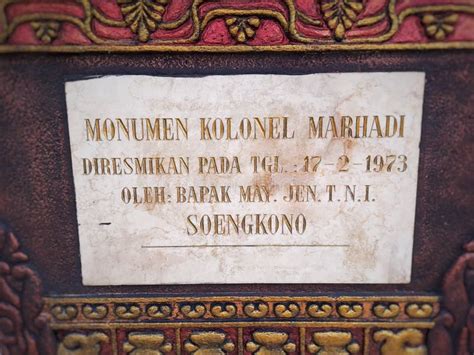 MONUMEN KOLONEL MARHADI
DIRESMIKAN PADA TGL.: 17-2-1973
OLEH: BAPAK MAY. JEN. T.N.I.
SOENGKONO